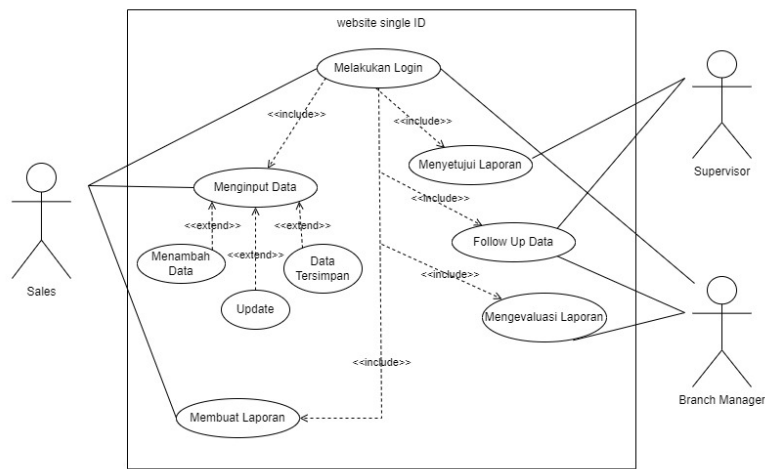 website single ID
Melakukan Login
<<include>>
<<include>>
Menyetujui Laporan
Supervisor
Menginput Data
<<include>>
<<extend>>
<<extend>>
Follow Up Data
Menambah
Data
<<extend>>
Data
Tersimpan
<<include>>
Sales
Update
Mengevaluasi Laporan
<<include>>
Branch Manager
Membuat Laporan